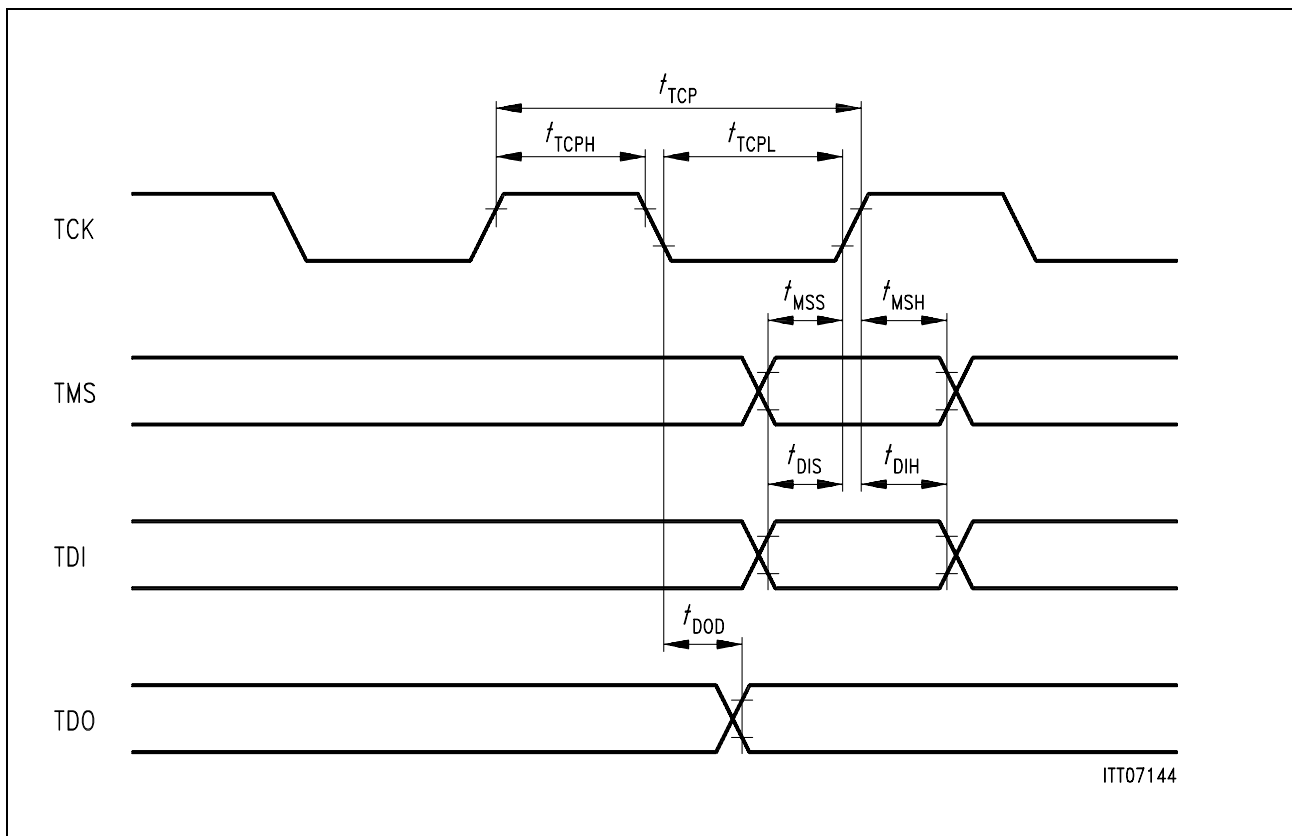 tTCP
tTCPH tTCPL
TCK
tMSS tMSH
TMS
tDIS tDIH
TDI
tDOD
TDO
ITT07144